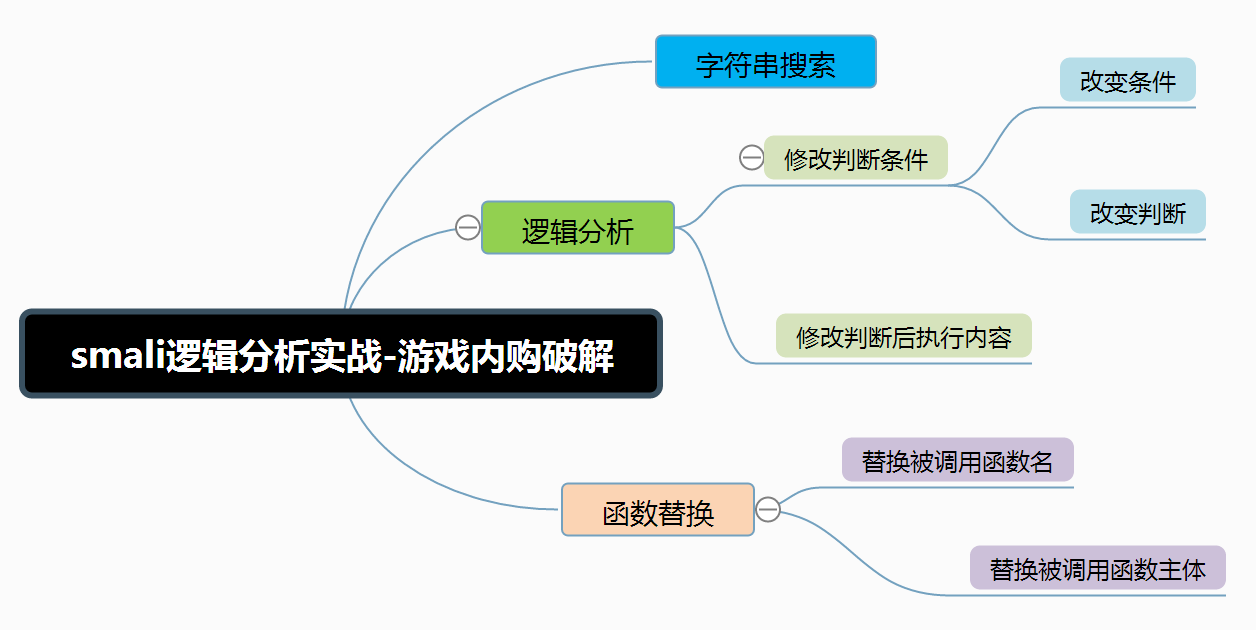 字符串搜索
改变条件
修改判断条件
改变判断
逻辑分析
修改判断后执行内容
smali逻辑分析实战-游戏内购破解
替换被调用函数名
函数替换
替换被调用函数主体